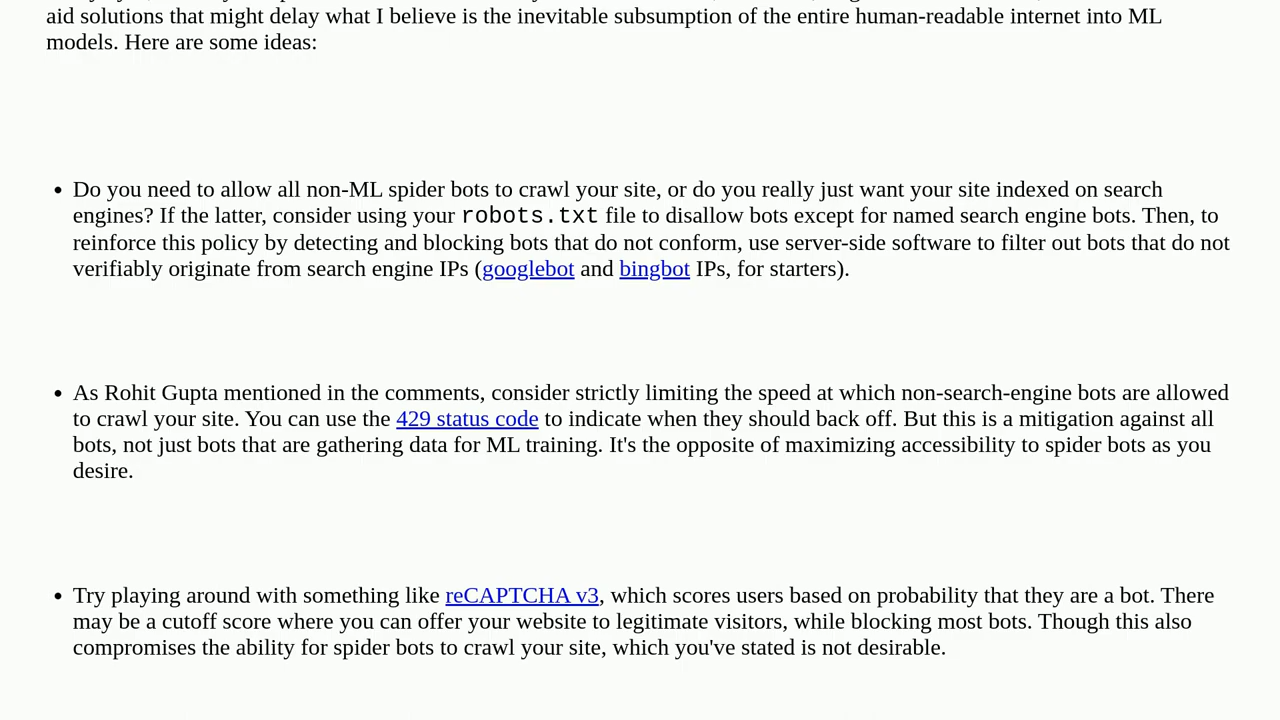 aid solutions that might delay what I believe is the inevitable subsumption of the entire human-readable internet into ML
models. Here are some ideas:
Do you need to allow all non-ML spider bots to crawl your site, or do you really just want your site indexed on search
engines? If the latter, consider using your robots.txt file to disallow bots except for named search engine bots. Then, to
reinforce this policy by detecting and blocking bots that do not conform, use server-side software to filter out bots that do not
verifiably originate from search engine IPs (googlebot and bingbot IPs, for starters).
As Rohit Gupta mentioned in the comments, consider strictly limiting the speed at which non-search-engine bots are allowed
to crawl your site. You can use the 429 status code to indicate when they should back off. But this is a mitigation against all
bots, not just bots that are gathering data for ML training. It's the opposite of maximizing accessibility to spider bots as you
desire.
Try playing around with something like reCAPTCHA v3, which scores users based on probability that they are a bot. There
may be a cutoff score where you can offer your website to legitimate visitors, while blocking most bots. Though this also
compromises the ability for spider bots to crawl your site, which you've stated is not desirable.